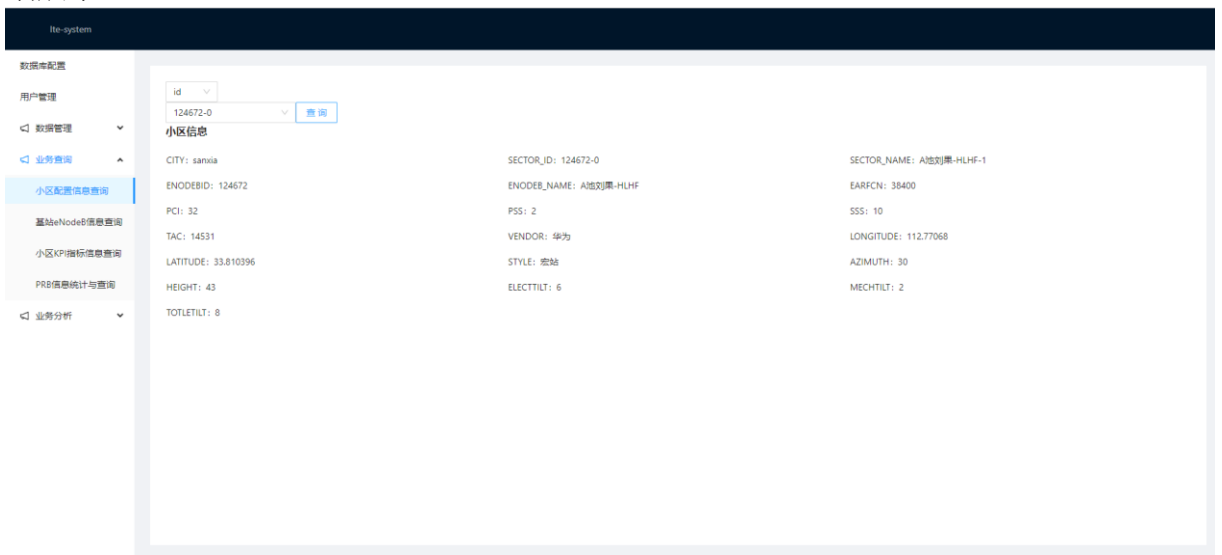 lte-system
数据库配置
用户管理
数据管理
业务查询
小区配置信息查询
基站eNodeB信息查询
小区KPI指标信息查询
PRB信息统计与查询
业务分析
id
124672-0 查 询
小区信息
CITY: sanxia SECTOR_ID: 124672-0 SECTOR_NAME: A池刘果-HLHF-1
ENODEBID: 124672 ENODEB_NAME: A池刘果-HLHF EARFCN: 38400
PCI: 32 PSS: 2 SSS: 10
TAC: 14531 VENDOR: 华为 LONGITUDE: 112.77068
LATITUDE: 33.810396 STYLE: 宏站 AZIMUTH: 30
HEIGHT: 43 ELECTTILT: 6 MECHTILT: 2
TOTLETILT: 8